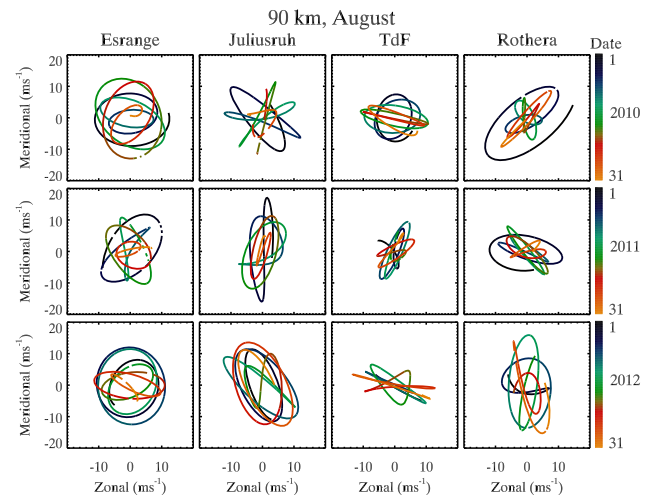 90 km, August
Esrange Juliusruh TdF Rothera Date
20 10 0 -10 -20 Meridional (ms⁻¹) 1 2010 31
20 10 0 -10 -20 Meridional (ms⁻¹) 1 2011 31
20 10 0 -10 -20 Meridional (ms⁻¹) 1 2012 31
-10 0 10 -10 0 10 -10 0 10 -10 0 10
Zonal (ms⁻¹) Zonal (ms⁻¹) Zonal (ms⁻¹) Zonal (ms⁻¹)